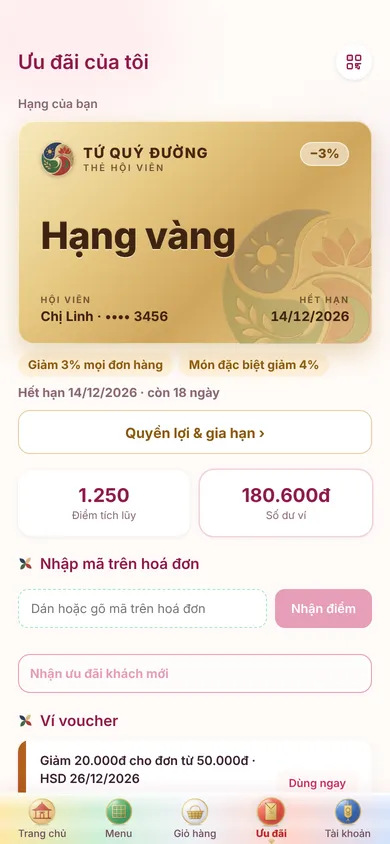 Ưu đãi của tôi
Hạng của bạn
TỨ QUÝ ĐƯỜNG
THẺ HỘI VIÊN
−3%
Hạng vàng
HỘI VIÊN
HẾT HẠN
Chị Linh · •••• 3456
14/12/2026
Giảm 3% mọi đơn hàng
Món đặc biệt giảm 4%
Hết hạn 14/12/2026 · còn 18 ngày
Quyền lợi & gia hạn ›
1.250
180.600đ
Điểm tích lũy
Số dư ví
Nhập mã trên hoá đơn
Dán hoặc gõ mã trên hoá đơn
Nhận điểm
Nhận ưu đãi khách mới
Ví voucher
Giảm 20.000đ cho đơn từ 50.000đ ·
HSD 26/12/2026
Dùng ngay
Trang chủ
Menu
Giỏ hàng
Ưu đãi
Tài khoản